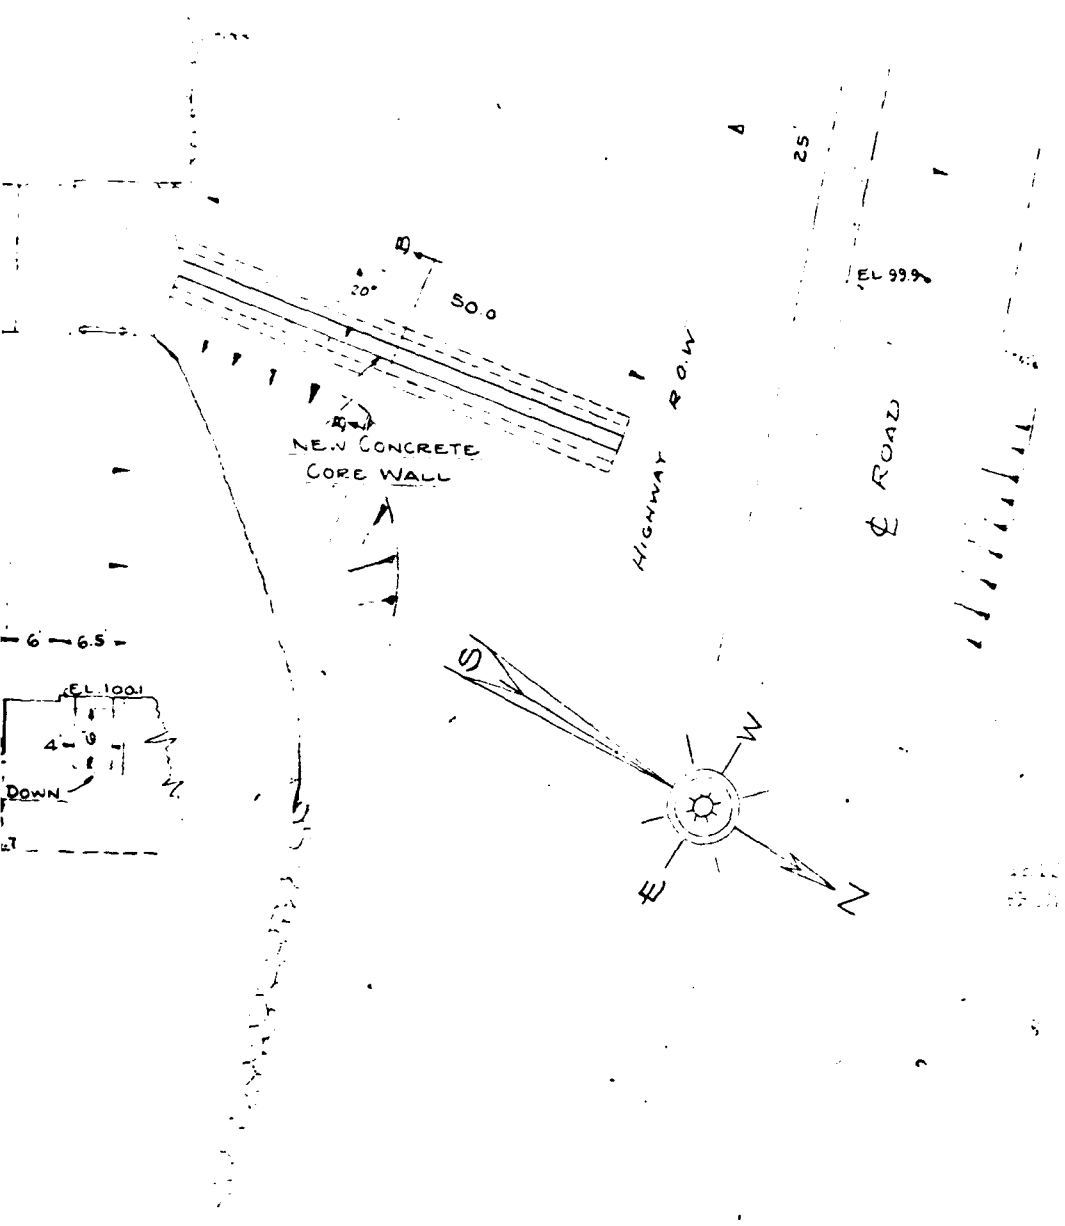 25'
B
20°
50.0
EL 99.9
HIGHWAY R.O.W
℄ ROAD
NEW CONCRETE
CORE WALL
6' 6.5'
EL. 100.1
4'
DOWN
S
W
E
N